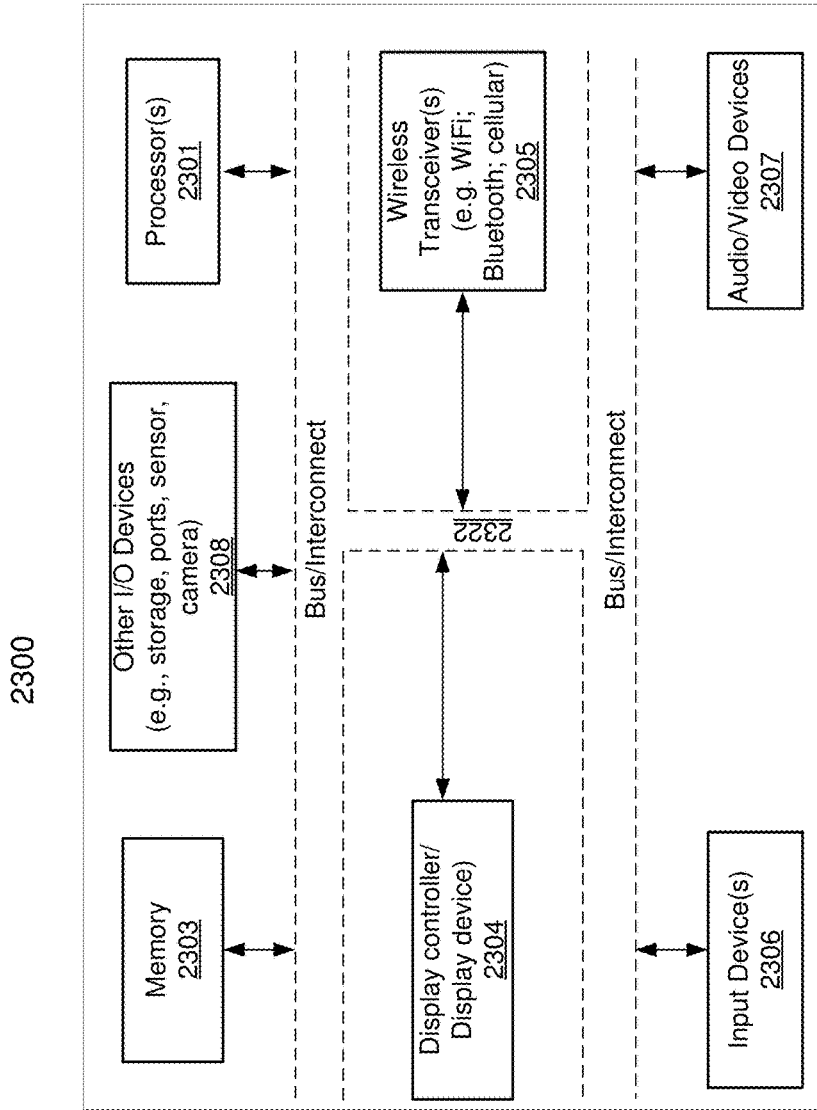 2300
Memory
2303
Other I/O Devices
(e.g., storage, ports, sensor,
camera)
2308
Processor(s)
2301
Bus/Interconnect
Display controller/
Display device)
2304
2322
Wireless
Transceiver(s)
(e.g. WiFi;
Bluetooth; cellular)
2305
Bus/Interconnect
Input Device(s)
2306
Audio/Video Devices
2307